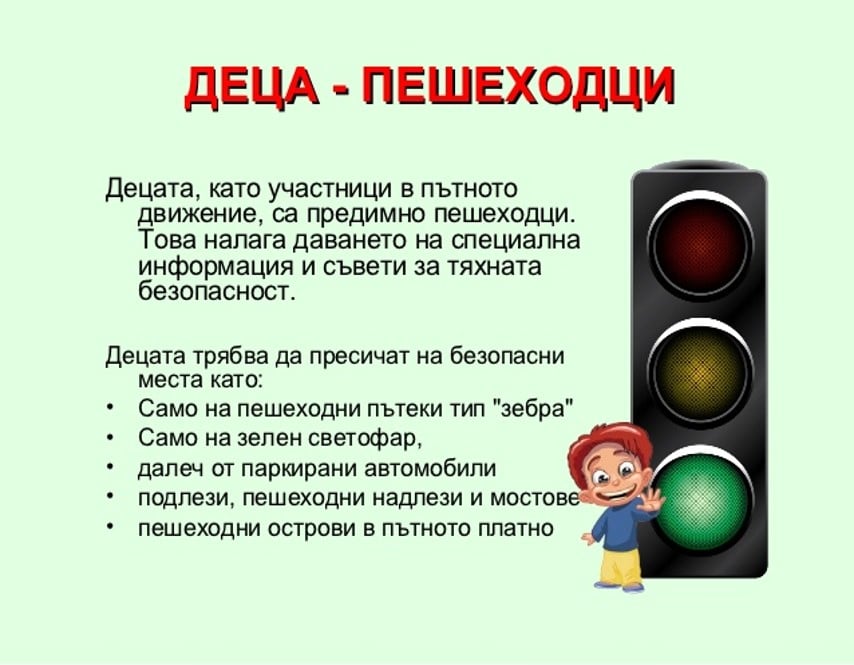 ДЕЦА - ПЕШЕХОДЦИ
Децата, като участници в пътното
движение, са предимно пешеходци.
Това налага даването на специална
информация и съвети за тяхната
безопасност.
Децата трябва да пресичат на безопасни
места като:
• Само на пешеходни пътеки тип "зебра"
• Само на зелен светофар,
• далеч от паркирани автомобили
• подлези, пешеходни надлези и мостове
• пешеходни острови в пътното платно